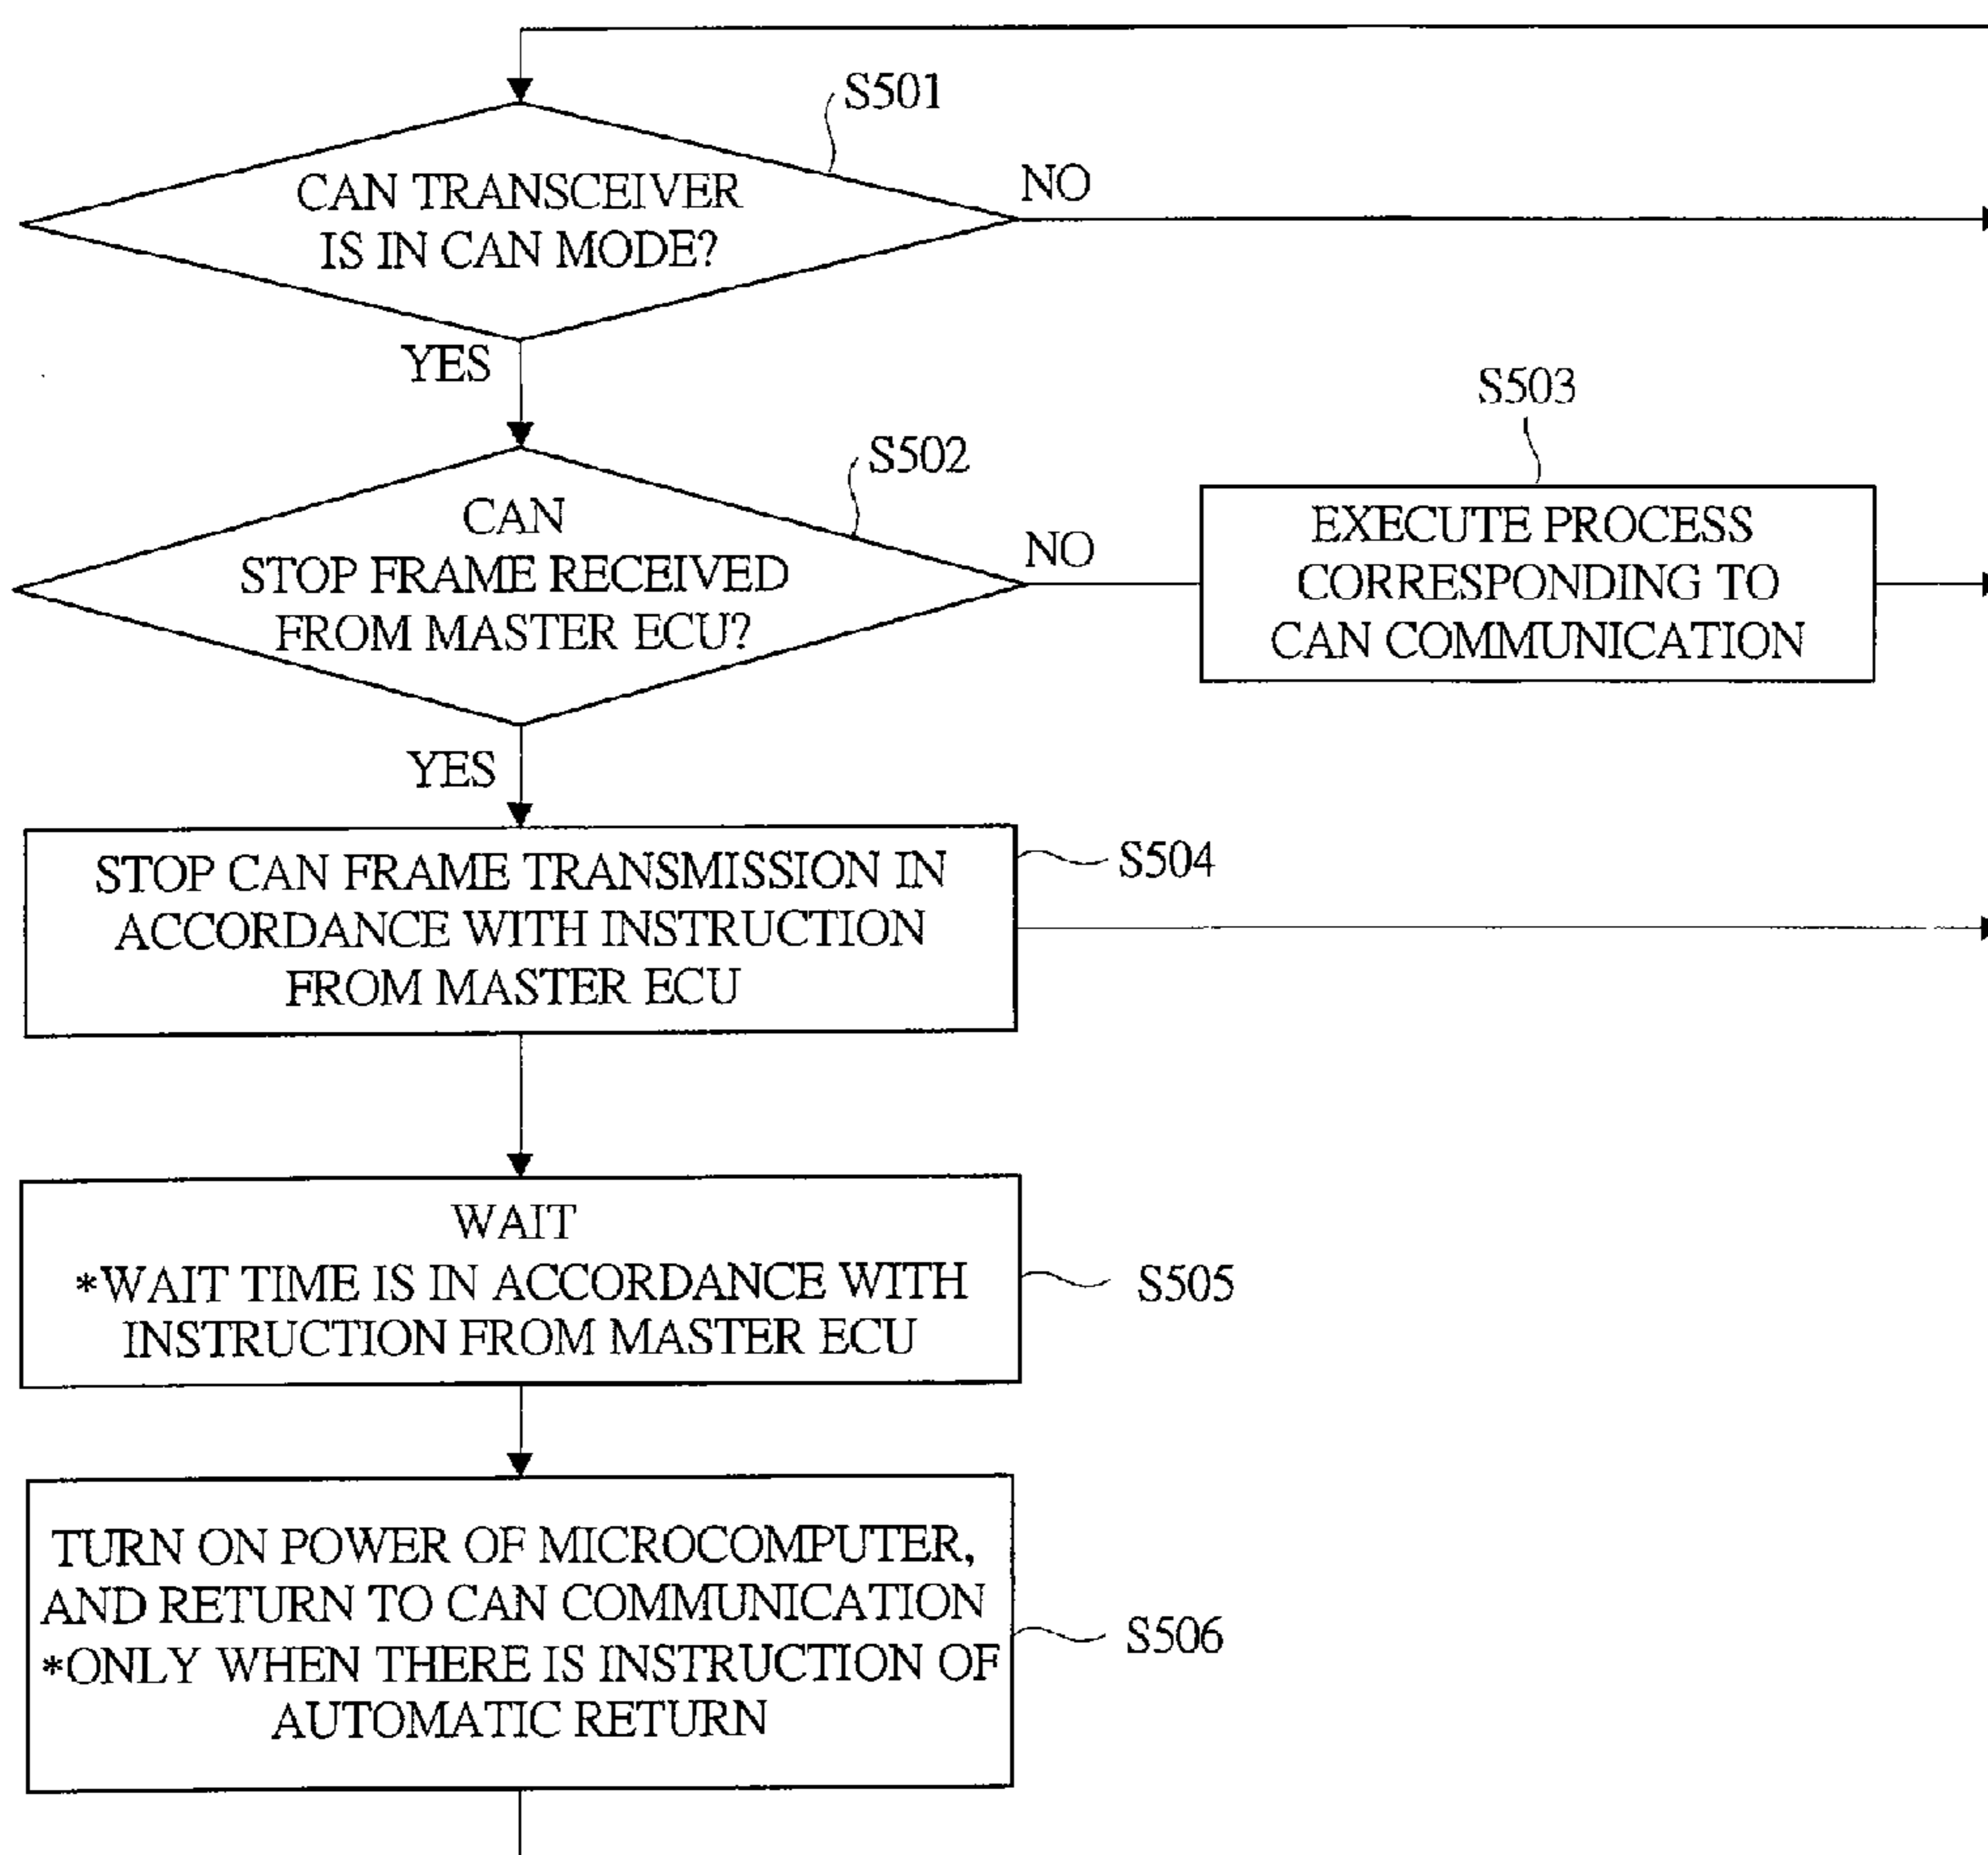 S501
CAN TRANSCEIVER
IS IN CAN MODE?
NO
YES
S502
CAN
STOP FRAME RECEIVED
FROM MASTER ECU?
NO
S503
EXECUTE PROCESS
CORRESPONDING TO
CAN COMMUNICATION
YES
STOP CAN FRAME TRANSMISSION IN
ACCORDANCE WITH INSTRUCTION
FROM MASTER ECU
S504
WAIT
*WAIT TIME IS IN ACCORDANCE WITH
INSTRUCTION FROM MASTER ECU
S505
TURN ON POWER OF MICROCOMPUTER,
AND RETURN TO CAN COMMUNICATION
*ONLY WHEN THERE IS INSTRUCTION OF
AUTOMATIC RETURN
S506